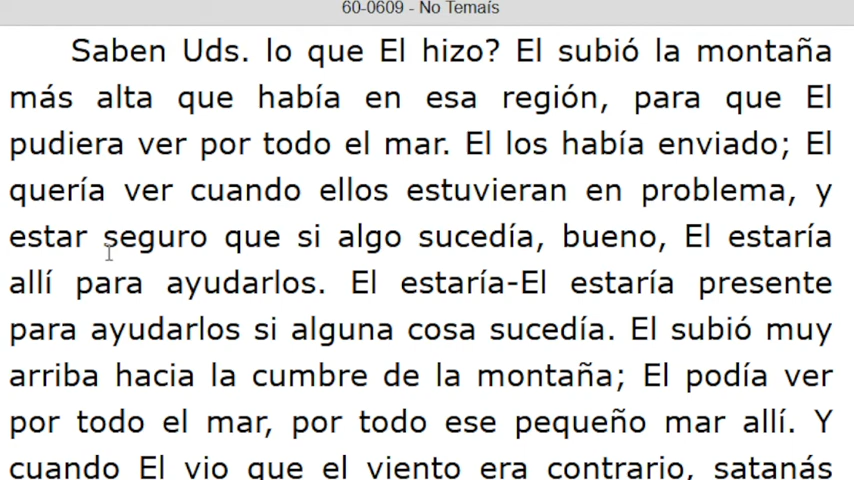 60-0609 - No Temaís
Saben Uds. lo que El hizo? El subió la montaña
más alta que había en esa región, para que El
pudiera ver por todo el mar. El los había enviado; El
quería ver cuando ellos estuvieran en problema, y
estar seguro que si algo sucedía, bueno, El estaría
allí para ayudarlos. El estaría-El estaría presente
para ayudarlos si alguna cosa sucedía. El subió muy
arriba hacia la cumbre de la montaña; El podía ver
por todo el mar, por todo ese pequeño mar allí. Y
cuando El vio que el viento era contrario, satanás